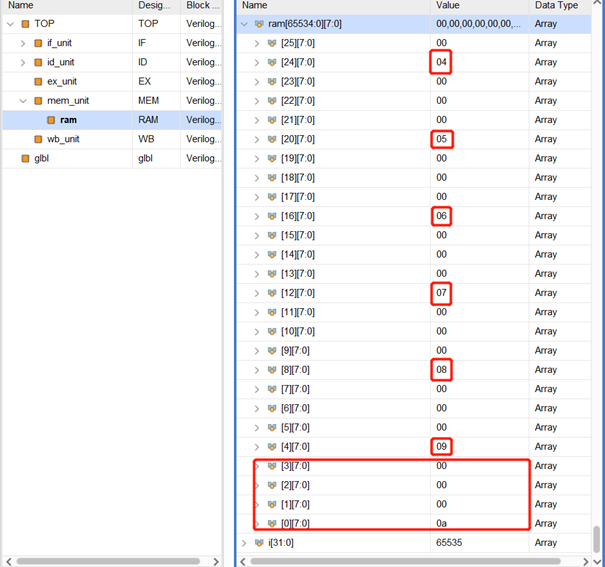 Name Desig... Block ...
TOP TOP Verilog...
if_unit IF Verilog...
id_unit ID Verilog...
ex_unit EX Verilog...
mem_unit MEM Verilog...
ram RAM Verilog...
wb_unit WB Verilog...
glbl glbl Verilog...
Name Value Data Type
ram[65534:0][7:0] 00,00,00,00,00,00,... Array
[25][7:0] 00 Array
[24][7:0] 04 Array
[23][7:0] 00 Array
[22][7:0] 00 Array
[21][7:0] 00 Array
[20][7:0] 05 Array
[19][7:0] 00 Array
[18][7:0] 00 Array
[17][7:0] 00 Array
[16][7:0] 06 Array
[15][7:0] 00 Array
[14][7:0] 00 Array
[13][7:0] 00 Array
[12][7:0] 07 Array
[11][7:0] 00 Array
[10][7:0] 00 Array
[9][7:0] 00 Array
[8][7:0] 08 Array
[7][7:0] 00 Array
[6][7:0] 00 Array
[5][7:0] 00 Array
[4][7:0] 09 Array
[3][7:0] 00 Array
[2][7:0] 00 Array
[1][7:0] 00 Array
[0][7:0] 0a Array
i[31:0] 65535 Array